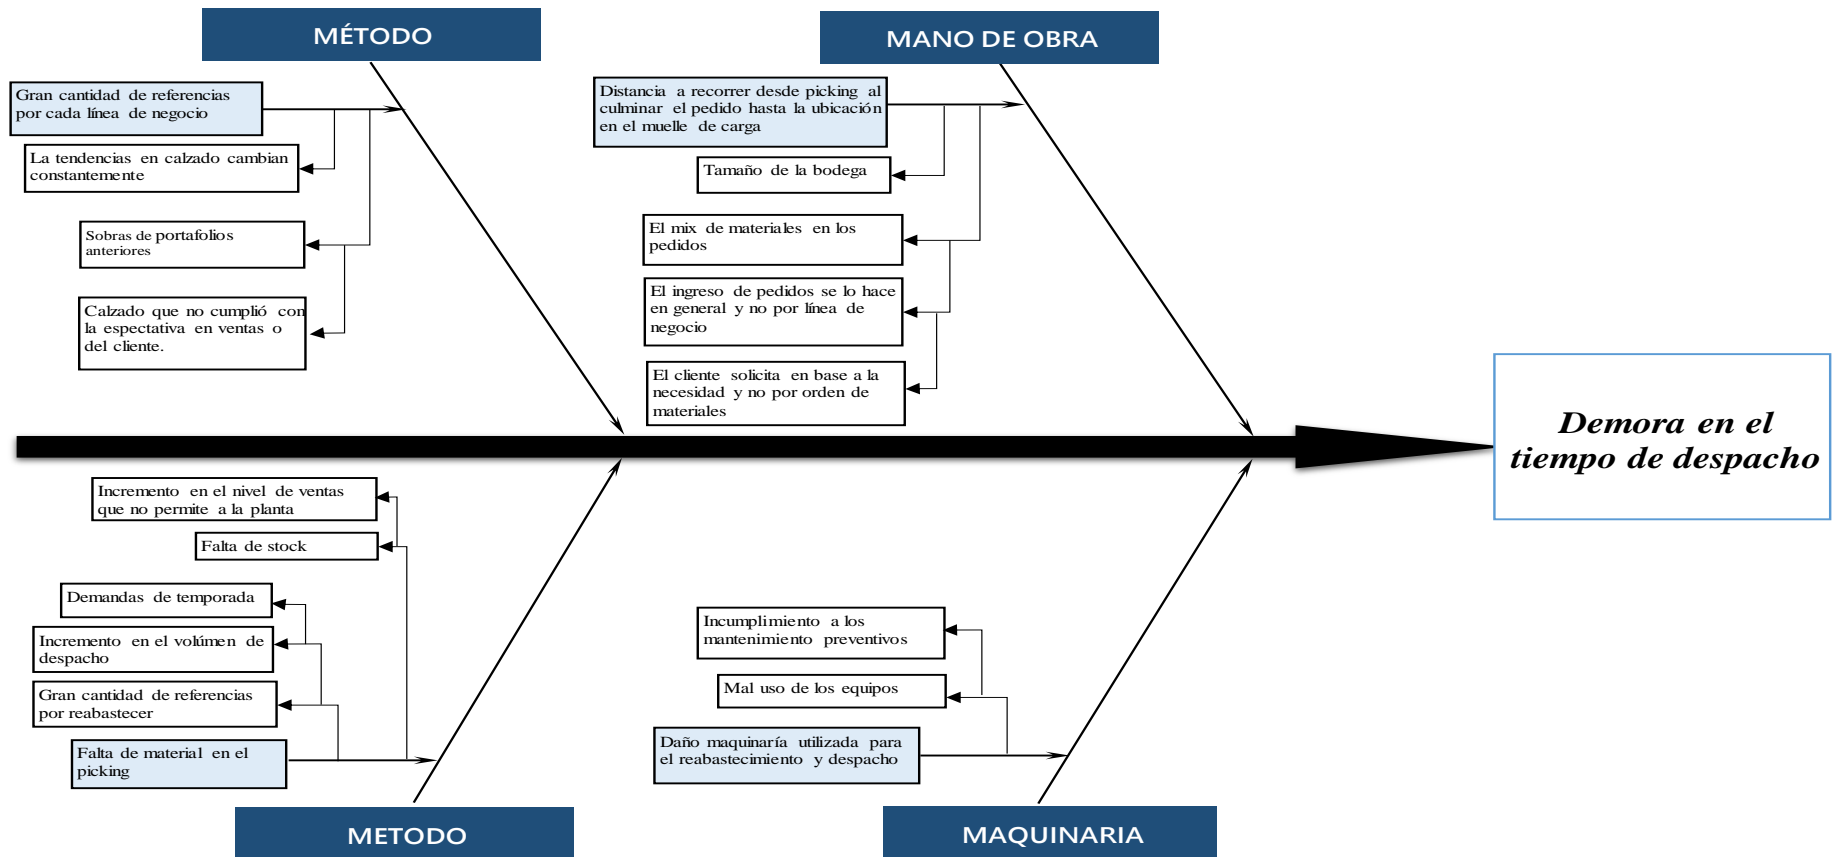 MÉTODO
MANO DE OBRA
Gran cantidad de referencias
por cada línea de negocio
La tendencias en calzado cambian
constantemente
Sobras de portafolios
anteriores
Calzado que no cumplió con
la espectativa en ventas o
del cliente.
Distancia a recorrer desde picking al
culminar el pedido hasta la ubicación
en el muelle de carga
Tamaño de la bodega
El mix de materiales en los
pedidos
El ingreso de pedidos se lo hace
en general y no por línea de
negocio
El cliente solicita en base a la
necesidad y no por orden de
materiales
Demora en el
tiempo de despacho
Incremento en el nivel de ventas
que no permite a la planta
Falta de stock
Demandas de temporada
Incremento en el volúmen de
despacho
Gran cantidad de referencias
por reabastecer
Falta de material en el
picking
Incumplimiento a los
mantenimiento preventivos
Mal uso de los equipos
Daño maquinaría utilizada para
el reabastecimiento y despacho
METODO
MAQUINARIA